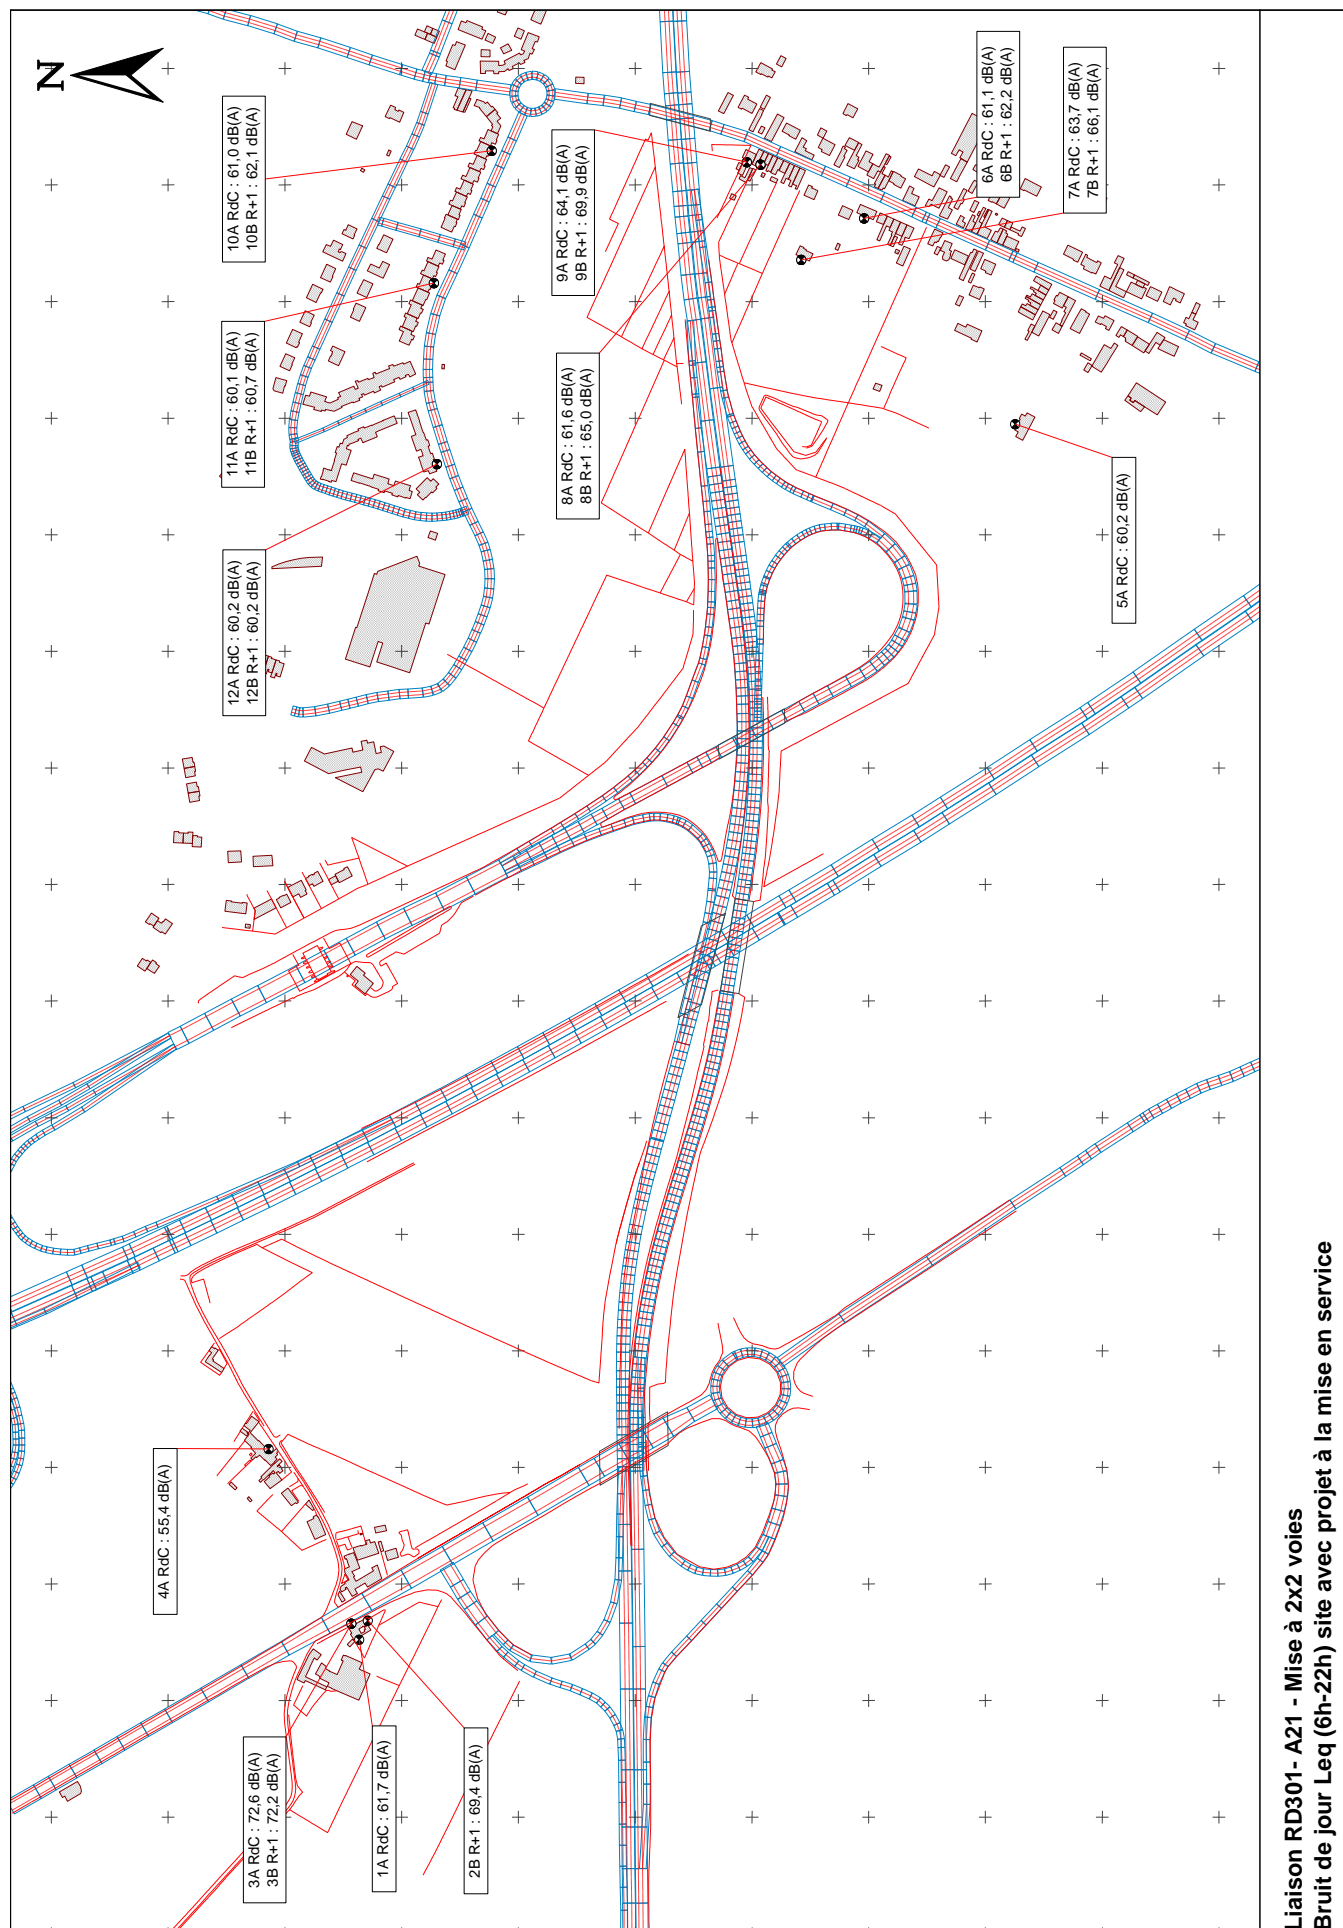 N
10A RdC : 61,0 dB(A)
10B R+1 : 62,1 dB(A)
11A RdC : 60,1 dB(A)
11B R+1 : 60,7 dB(A)
12A RdC : 60,2 dB(A)
12B R+1 : 60,2 dB(A)
9A RdC : 64,1 dB(A)
9B R+1 : 69,9 dB(A)
8A RdC : 61,6 dB(A)
8B R+1 : 65,0 dB(A)
6A RdC : 61,1 dB(A)
6B R+1 : 62,2 dB(A)
7A RdC : 63,7 dB(A)
7B R+1 : 66,1 dB(A)
5A RdC : 60,2 dB(A)
4A RdC : 55,4 dB(A)
3A RdC : 72,6 dB(A)
3B R+1 : 72,2 dB(A)
1A RdC : 61,7 dB(A)
2B R+1 : 69,4 dB(A)
Liaison RD301- A21 - Mise à 2x2 voies
Bruit de jour Leq (6h-22h) site avec projet à la mise en service